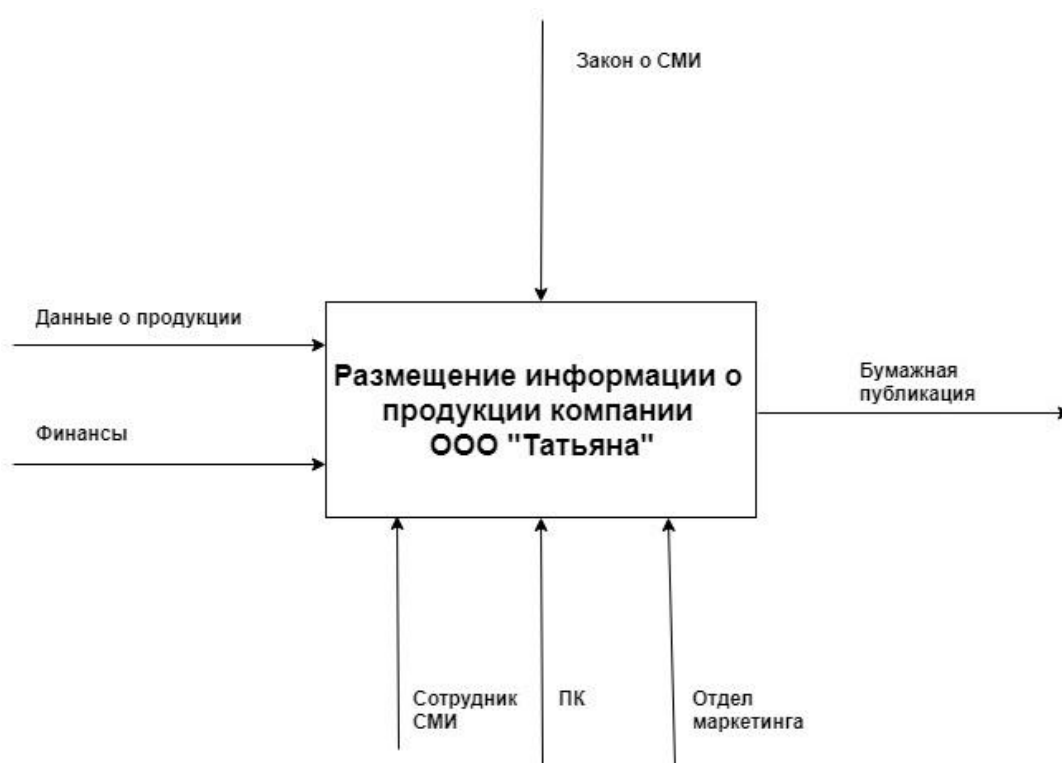 Закон о СМИ
Данные о продукции
Финансы
Размещение информации о
продукции компании
ООО "Татьяна"
Бумажная
публикация
Сотрудник
СМИ
ПК
Отдел
маркетинга